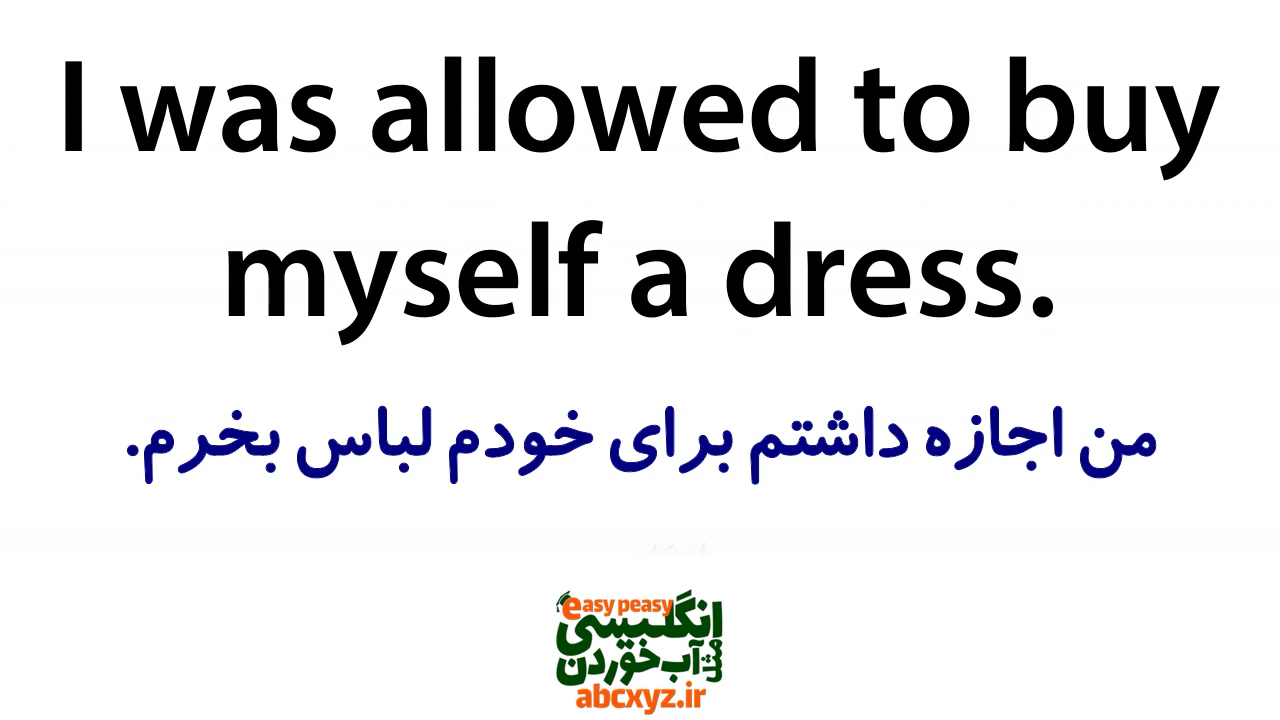 I was allowed to buy
myself a dress.
من اجازه داشتم برای خودم لباس بخرم.
easy peasy
انگلیسی
مثل آب خوردن
abcxyz.ir